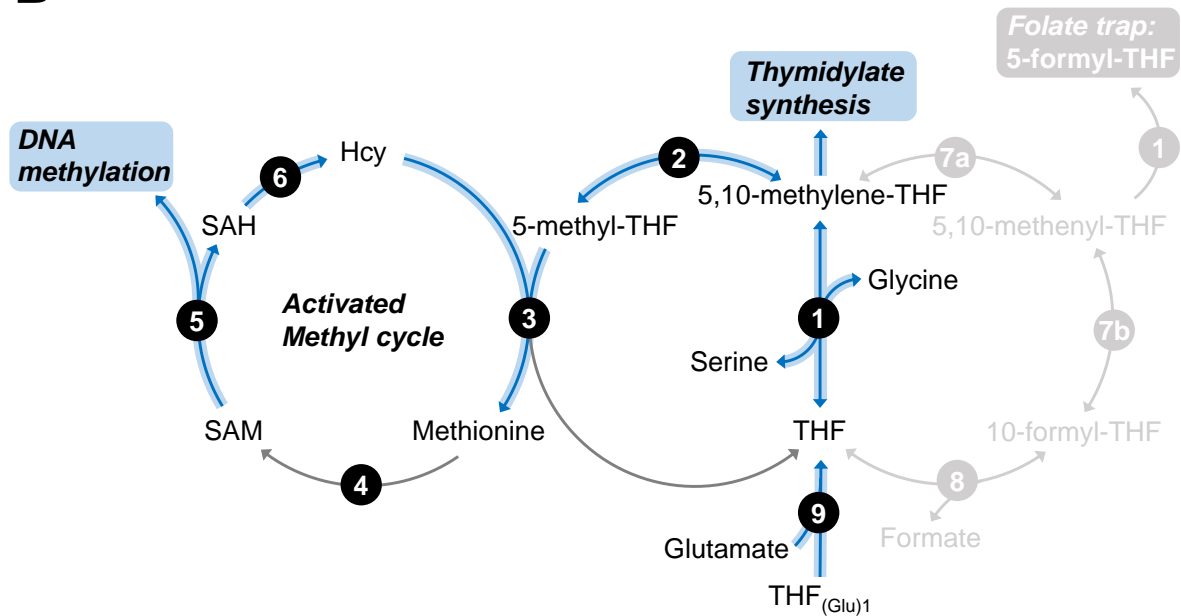 Folate trap:
5-formyl-THF
Thymidylate
synthesis
DNA
methylation
6
Hcy
2
7a
1
SAH
5-methyl-THF
5,10-methylene-THF
5,10-methenyl-THF
Glycine
Activated
Methyl cycle
5
3
1
7b
Serine
SAM
Methionine
THF
10-formyl-THF
4
8
9
Formate
Glutamate
THF(Glu)1